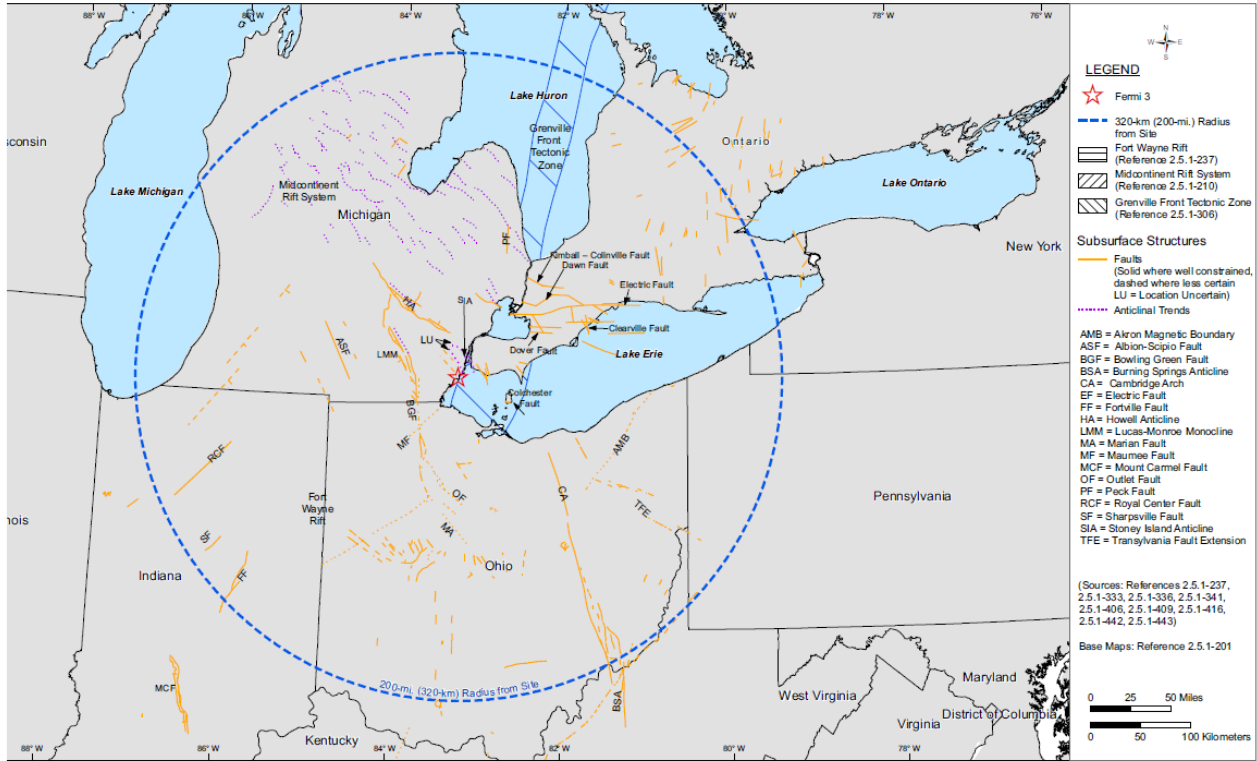 88° W
84° W
82° W
78° W
76° W
N
W
E
S
LEGEND
Fermi 3
320-km (200-mi.) Radius
from Site
Fort Wayne Rift
(Reference 2.5.1-237)
Midcontinent Rift System
(Reference 2.5.1-210)
Grenville Front Tectonic Zone
(Reference 2.5.1-306)
Subsurface Structures
Faults
(Solid where well constrained,
dashed where less certain
LU = Location Uncertain)
Anticlinal Trends
AMB = Akron Magnetic Boundary
ASF = Albion-Scipio Fault
BGF = Bowling Green Fault
BSA = Burning Springs Anticline
CA = Cambridge Arch
EF = Electric Fault
FF = Fortville Fault
HA = Howell Anticline
LMM = Lucas-Monroe Monocline
MA = Marian Fault
MF = Maumee Fault
MCF = Mount Carmel Fault
OF = Outlet Fault
PF = Peck Fault
RCF = Royal Center Fault
SF = Sharpsville Fault
SIA = Stoney Island Anticline
TFE = Transylvania Fault Extension
(Sources: References 2.5.1-237,
2.5.1-333, 2.5.1-336, 2.5.1-341,
2.5.1-406, 2.5.1-409, 2.5.1-416,
2.5.1-442, 2.5.1-443)
Base Maps: Reference 2.5.1-201
0 25 50 Miles
0 50 100 Kilometers
Lake Huron
Grenville
Front
Tectonic
Zone
Ontario
sconsin
Lake Michigan
Midcontinent
Rift System
Michigan
Lake Ontario
New York
PF
Kimball – Colinville Fault
Dawn Fault
Electric Fault
HA
SIA
Clearville Fault
LU
ASF
LMM
Dover Fault
Lake Erie
Colchester
Fault
BGF
MF
AMB
RCF
OF
CA
Fort
Wayne
Rift
TFE
Pennsylvania
nois
SF
MA
Ohio
Indiana
FF
MCF
200-mi. (320-km) Radius from Site
BSA
West Virginia
Maryland
District of Columbia
Virginia
Kentucky
88° W
86° W
84° W
82° W
80° W
78° W